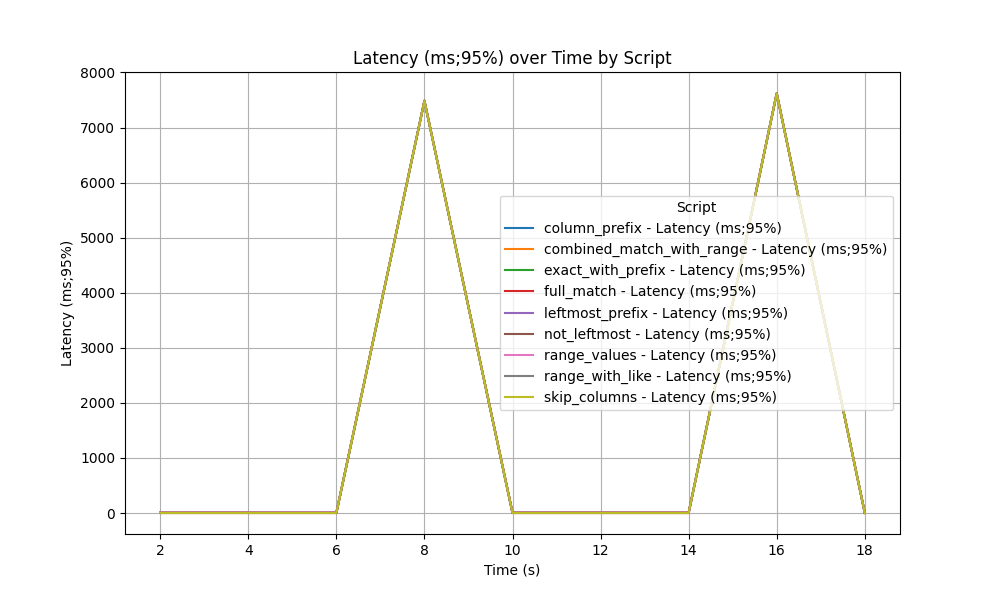 Latency (ms;95%) over Time by Script
8000
7000
6000
5000
4000
3000
2000
1000
0
Latency (ms;95%)
Script
column_prefix - Latency (ms;95%)
combined_match_with_range - Latency (ms;95%)
exact_with_prefix - Latency (ms;95%)
full_match - Latency (ms;95%)
leftmost_prefix - Latency (ms;95%)
not_leftmost - Latency (ms;95%)
range_values - Latency (ms;95%)
range_with_like - Latency (ms;95%)
skip_columns - Latency (ms;95%)
2 4 6 8 10 12 14 16 18
Time (s)